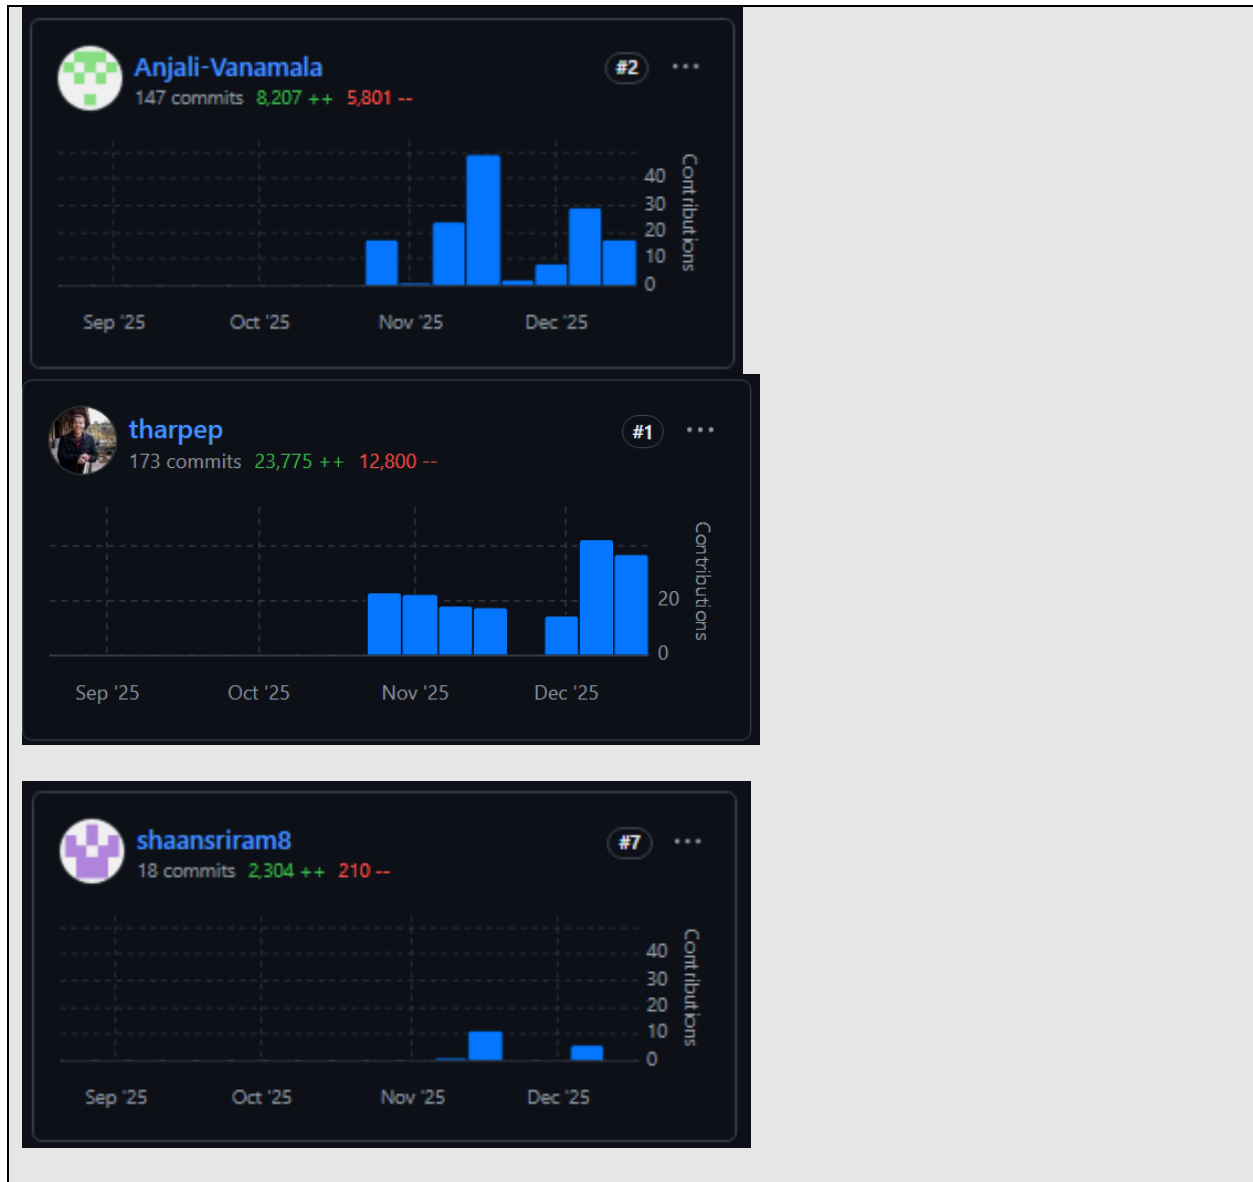 Anjali-Vanamala #2 ...
147 commits 8,207 ++ 5,801 --
Contributions
40
30
20
10
0
Sep '25 Oct '25 Nov '25 Dec '25
tharpep #1 ...
173 commits 23,775 ++ 12,800 --
Contributions
20
0
Sep '25 Oct '25 Nov '25 Dec '25
shaansriram8 #7 ...
18 commits 2,304 ++ 210 --
Contributions
40
30
20
10
0
Sep '25 Oct '25 Nov '25 Dec '25